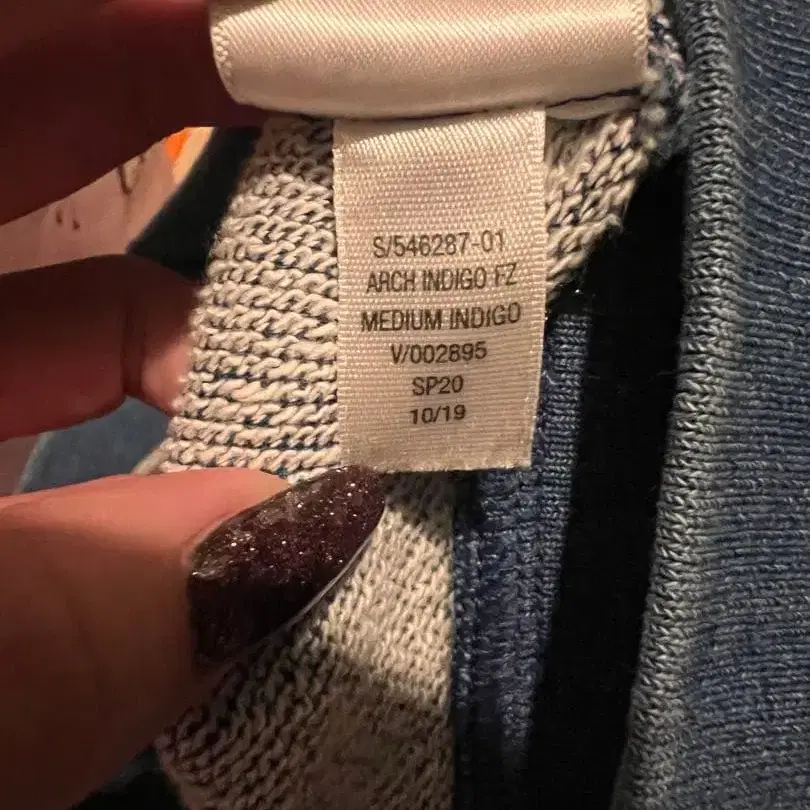 S/546287-01
ARCH INDIGO FZ
MEDIUM INDIGO
V/002895
SP20
10/19